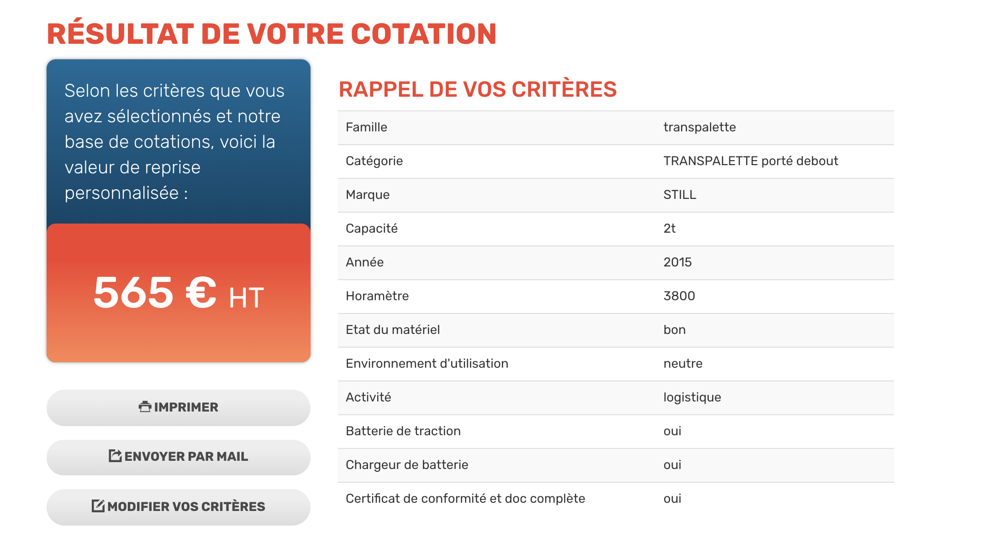 RÉSULTAT DE VOTRE COTATION
Selon les critères que vous
avez sélectionnés et notre
base de cotations, voici la
valeur de reprise
personnalisée :
565 € HT
IMPRIMER
ENVOYER PAR MAIL
MODIFIER VOS CRITÈRES
RAPPEL DE VOS CRITÈRES
Famille transpalette
Catégorie TRANSPALETTE porté debout
Marque STILL
Capacité 2t
Année 2015
Horamètre 3800
Etat du matériel bon
Environnement d'utilisation neutre
Activité logistique
Batterie de traction oui
Chargeur de batterie oui
Certificat de conformité et doc complète oui